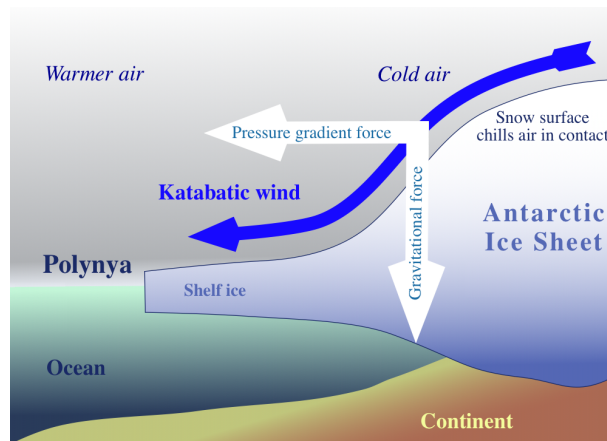 Warmer air
Cold air
Snow surface
chills air in contact
Pressure gradient force
Katabatic wind
Gravitational force
Antarctic
Ice Sheet
Polynya
Shelf ice
Ocean
Continent